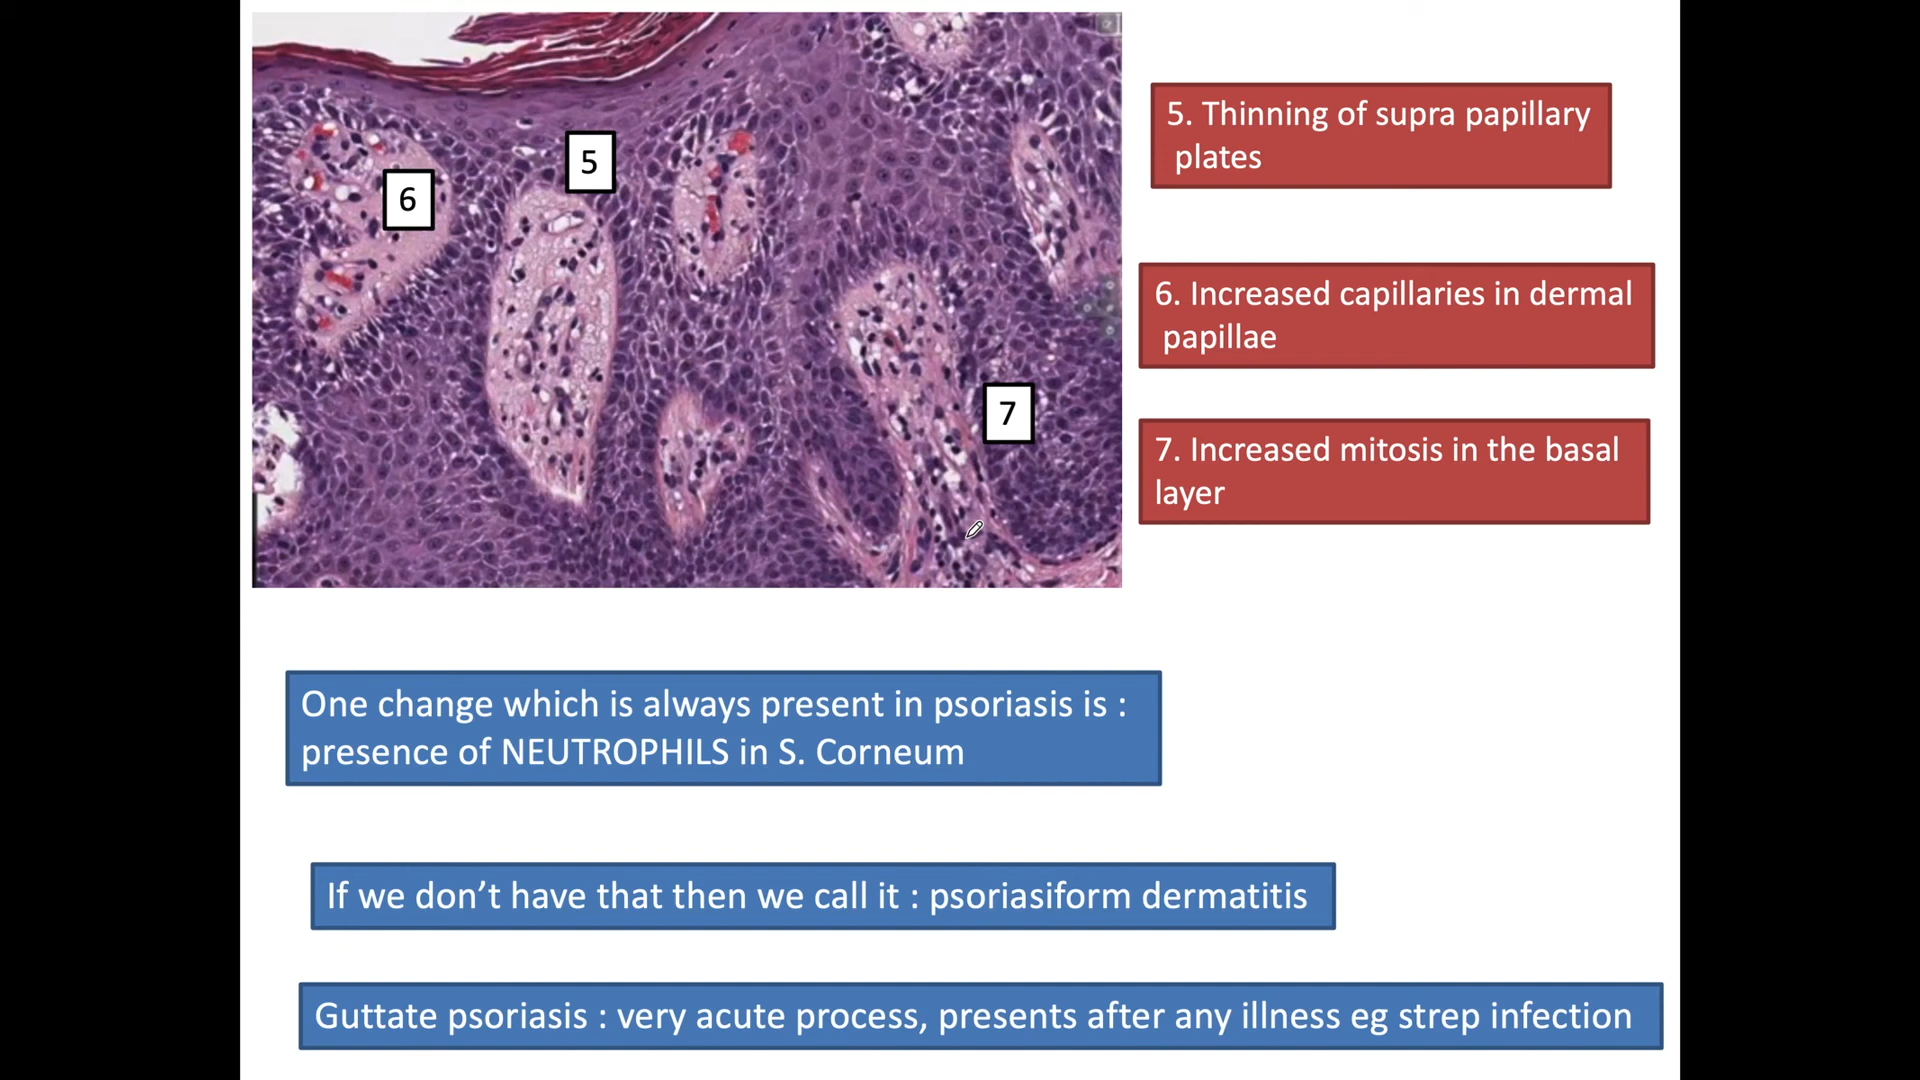 6
5
7
5. Thinning of supra papillary
plates
6. Increased capillaries in dermal
papillae
7. Increased mitosis in the basal
layer
One change which is always present in psoriasis is :
presence of NEUTROPHILS in S. Corneum
If we don’t have that then we call it : psoriasiform dermatitis
Guttate psoriasis : very acute process, presents after any illness eg strep infection